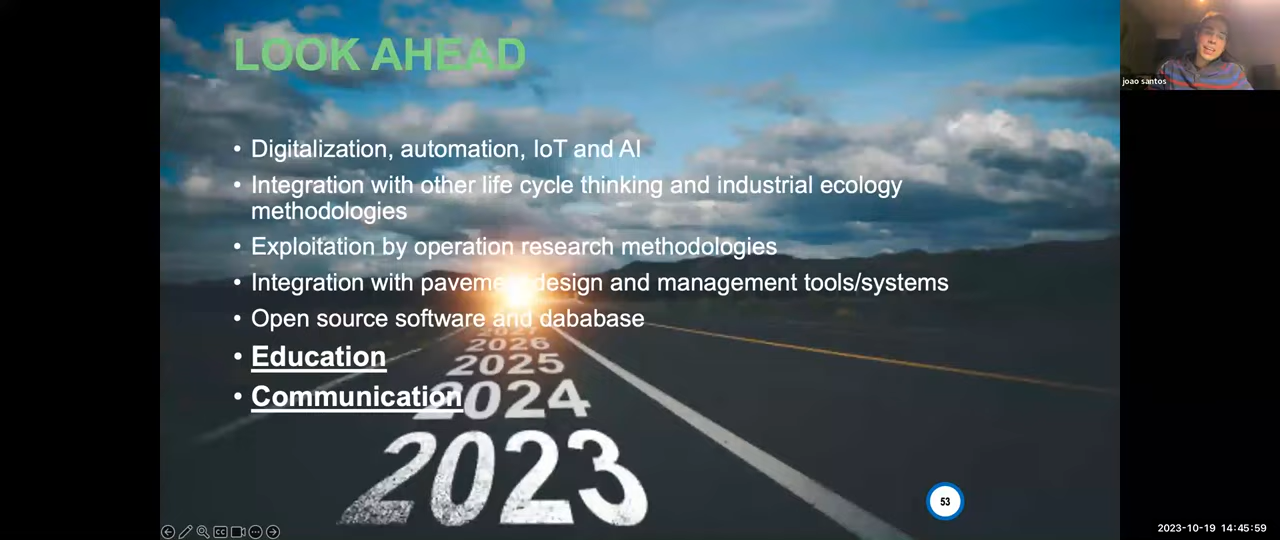 LOOK AHEAD
joao santos
• Digitalization, automation, IoT and AI
• Integration with other life cycle thinking and industrial ecology
methodologies
• Exploitation by operation research methodologies
• Integration with pavement design and management tools/systems
• Open source software and dababase
2027
2026
• Education
2025
• Communication
2024
2023
53
CC
2023-10-19 14:45:59